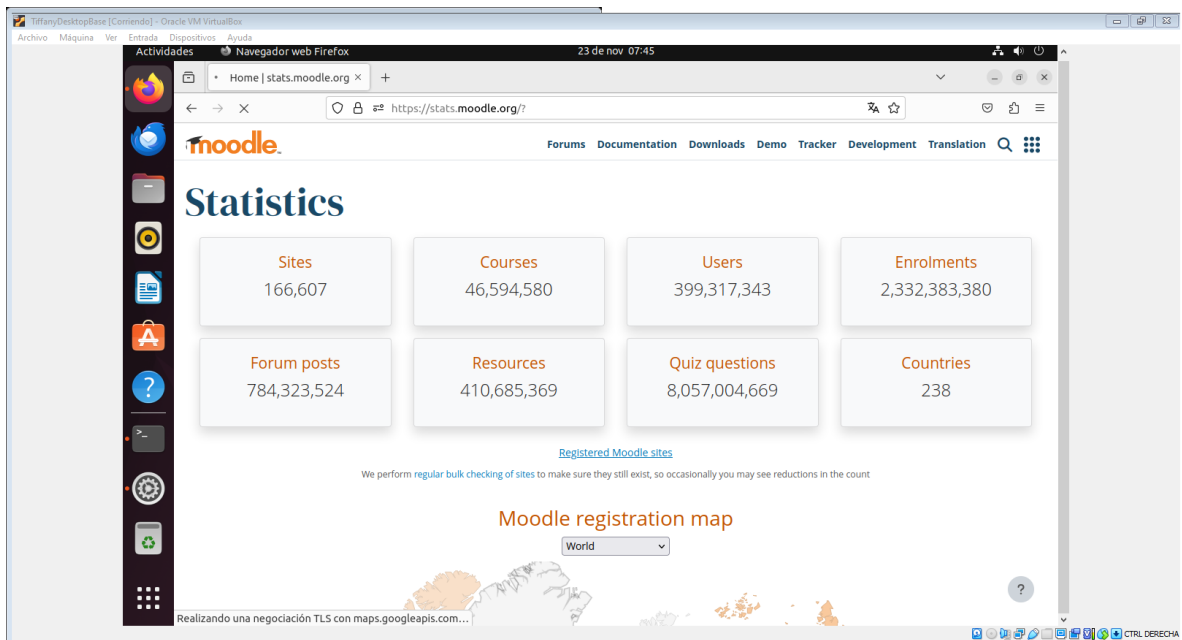 TiffanyDesktopBase [Corriendo] - Oracle VM VirtualBox
Archivo Máquina Ver Entrada Dispositivos Ayuda
Actividades Navegador web Firefox 23 de nov 07:45
Home | stats.moodle.org
https://stats.moodle.org/?
moodle
Forums Documentation Downloads Demo Tracker Development Translation
Statistics
Sites Courses Users Enrolments
166,607 46,594,580 399,317,343 2,332,383,380
Forum posts Resources Quiz questions Countries
784,323,524 410,685,369 8,057,004,669 238
Registered Moodle sites
We perform regular bulk checking of sites to make sure they still exist, so occasionally you may see reductions in the count
Moodle registration map
World
?
Realizando una negociación TLS con maps.googleapis.com...
CTRL DERECHA